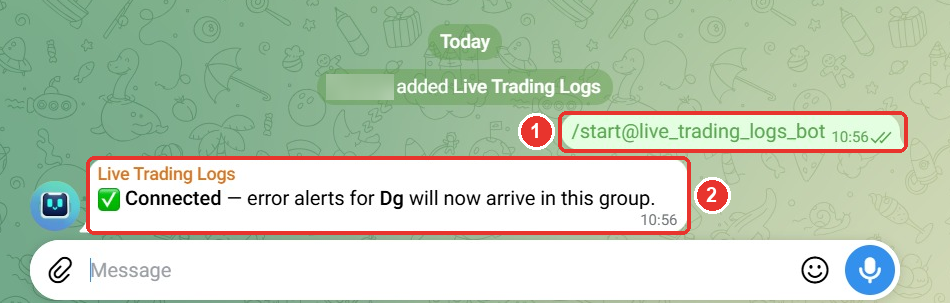 Today
added Live Trading Logs
1
/start@live_trading_logs_bot 10:56
Live Trading Logs
✅ Connected — error alerts for Dg will now arrive in this group.
10:56
2
Message